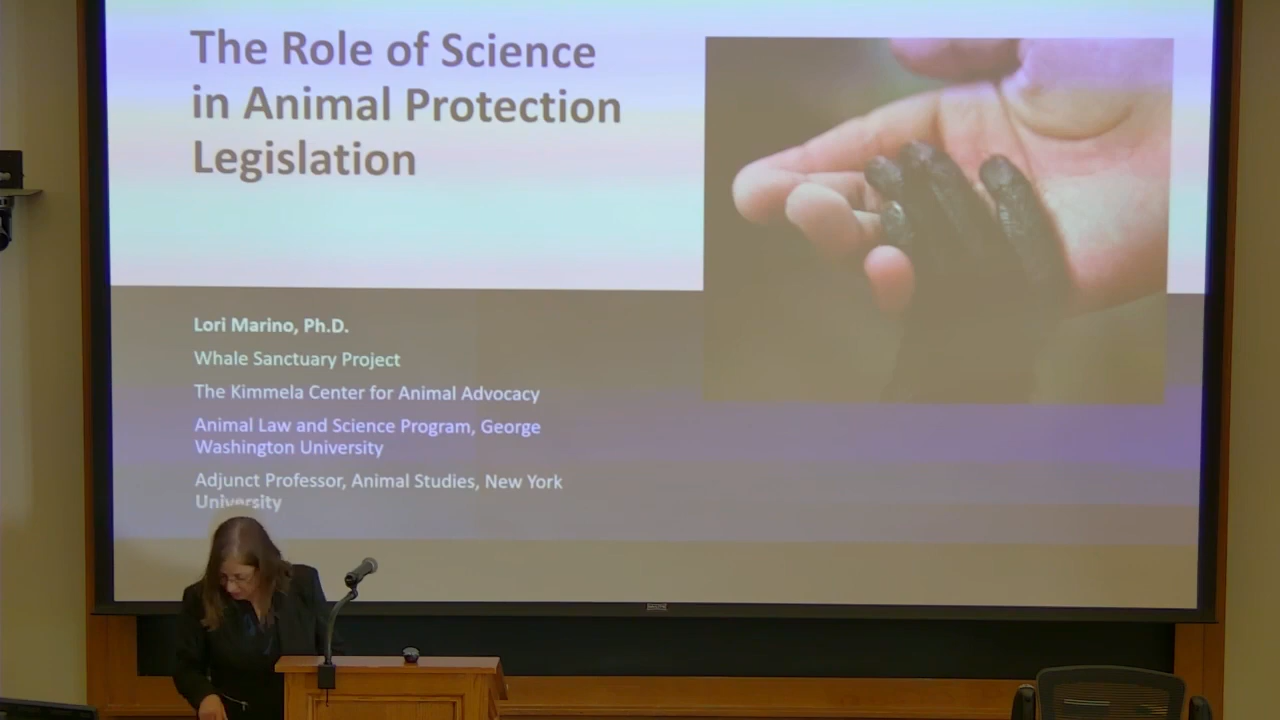 The Role of Science
in Animal Protection
Legislation
Lori Marino, Ph.D.
Whale Sanctuary Project
The Kimmela Center for Animal Advocacy
Animal Law and Science Program, George
Washington University
Adjunct Professor, Animal Studies, New York
University